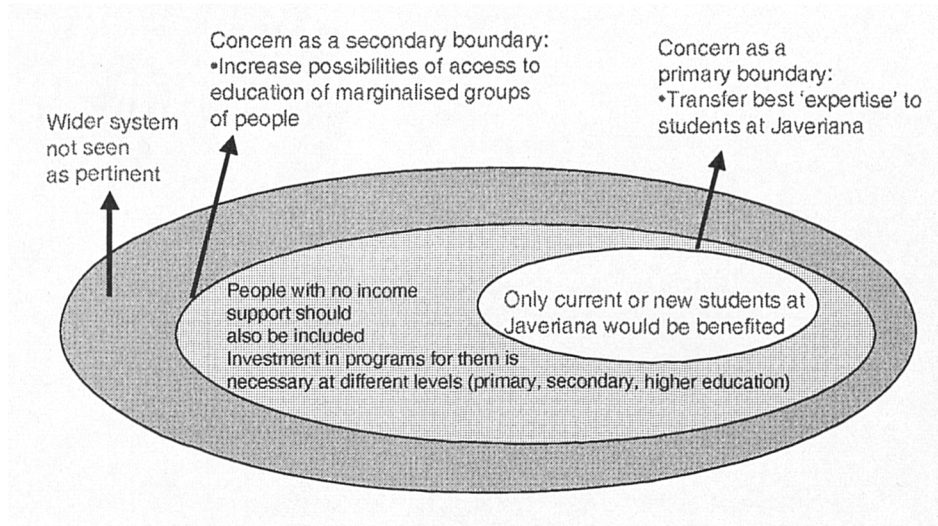 Concern as a secondary boundary:
•Increase possibilities of access to
education of marginalised groups
of people
Concern as a
primary boundary:
•Transfer best ‘expertise’ to
students at Javeriana
Wider system
not seen
as pertinent
People with no income
support should
also be included
Investment in programs for them is
necessary at different levels (primary, secondary, higher education)
Only current or new students at
Javeriana would be benefited